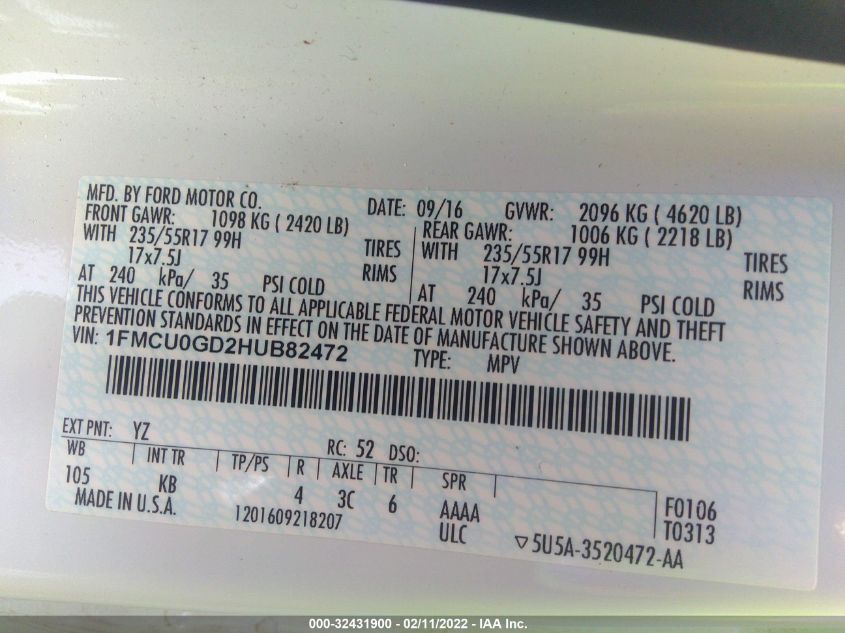 MFD. BY FORD MOTOR CO. DATE: 09/16 GVWR: 2096 KG ( 4620 LB)
FRONT GAWR: 1098 KG ( 2420 LB) REAR GAWR: 1006 KG ( 2218 LB)
WITH 235/55R17 99H TIRES WITH 235/55R17 99H TIRES
17x7.5J RIMS 17x7.5J RIMS
AT 240 kPa/ 35 PSI COLD AT 240 kPa/ 35 PSI COLD
THIS VEHICLE CONFORMS TO ALL APPLICABLE FEDERAL MOTOR VEHICLE SAFETY AND THEFT
PREVENTION STANDARDS IN EFFECT ON THE DATE OF MANUFACTURE SHOWN ABOVE.
VIN: 1FMCU0GD2HUB82472 TYPE: MPV
EXT PNT: YZ RC: 52 DSO:
WB INT TR TP/PS R AXLE TR SPR
105 KB 4 3C 6 AAAA F0106
MADE IN U.S.A. 1201609218207 ULC T0313
▽5U5A-3520472-AA
000-32431900 - 02/11/2022 - IAA Inc.